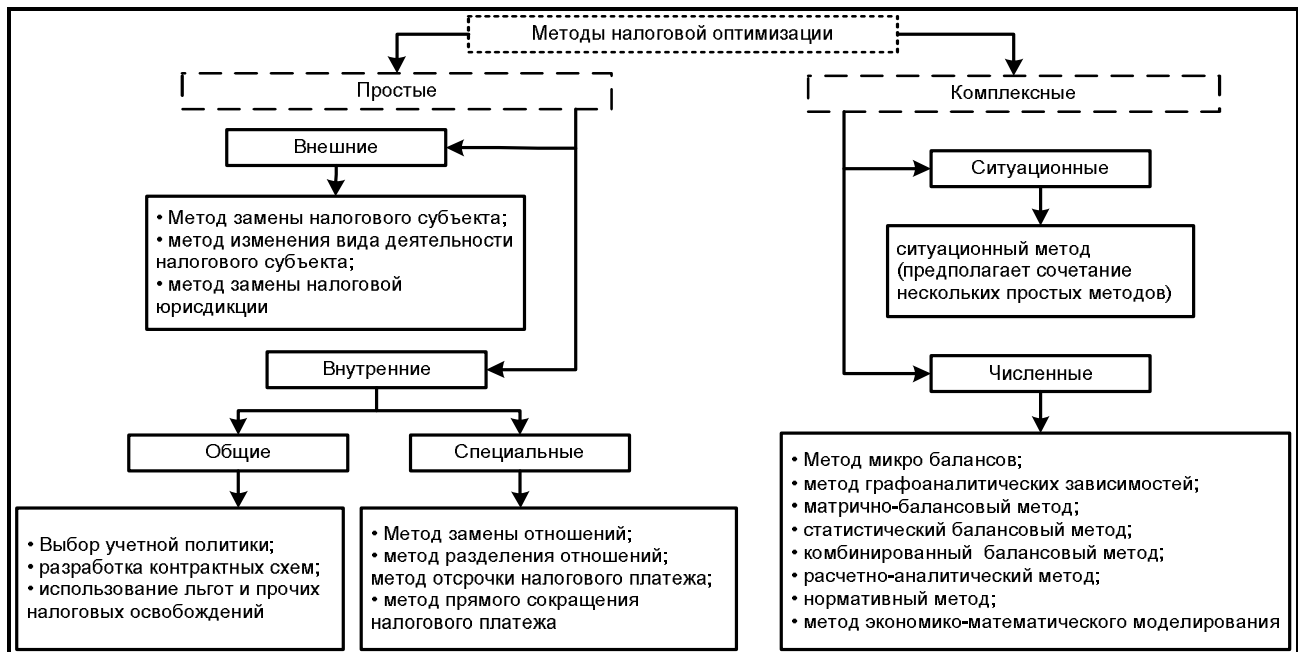 Методы налоговой оптимизации
Простые
Внешние
• Метод замены налогового субъекта;
• метод изменения вида деятельности
налогового субъекта;
• метод замены налоговой
юрисдикции
Внутренние
Общие
• Выбор учетной политики;
• разработка контрактных схем;
• использование льгот и прочих
налоговых освобождений
Специальные
• Метод замены отношений;
• метод разделения отношений;
метод отсрочки налогового платежа;
• метод прямого сокращения
налогового платежа
Комплексные
Ситуационные
ситуационный метод
(предполагает сочетание
нескольких простых методов)
Численные
• Метод микро балансов;
• метод графоаналитических зависимостей;
• матрично-балансовый метод;
• статистический балансовый метод;
• комбинированный балансовый метод;
• расчетно-аналитический метод;
• нормативный метод;
• метод экономико-математического моделирования